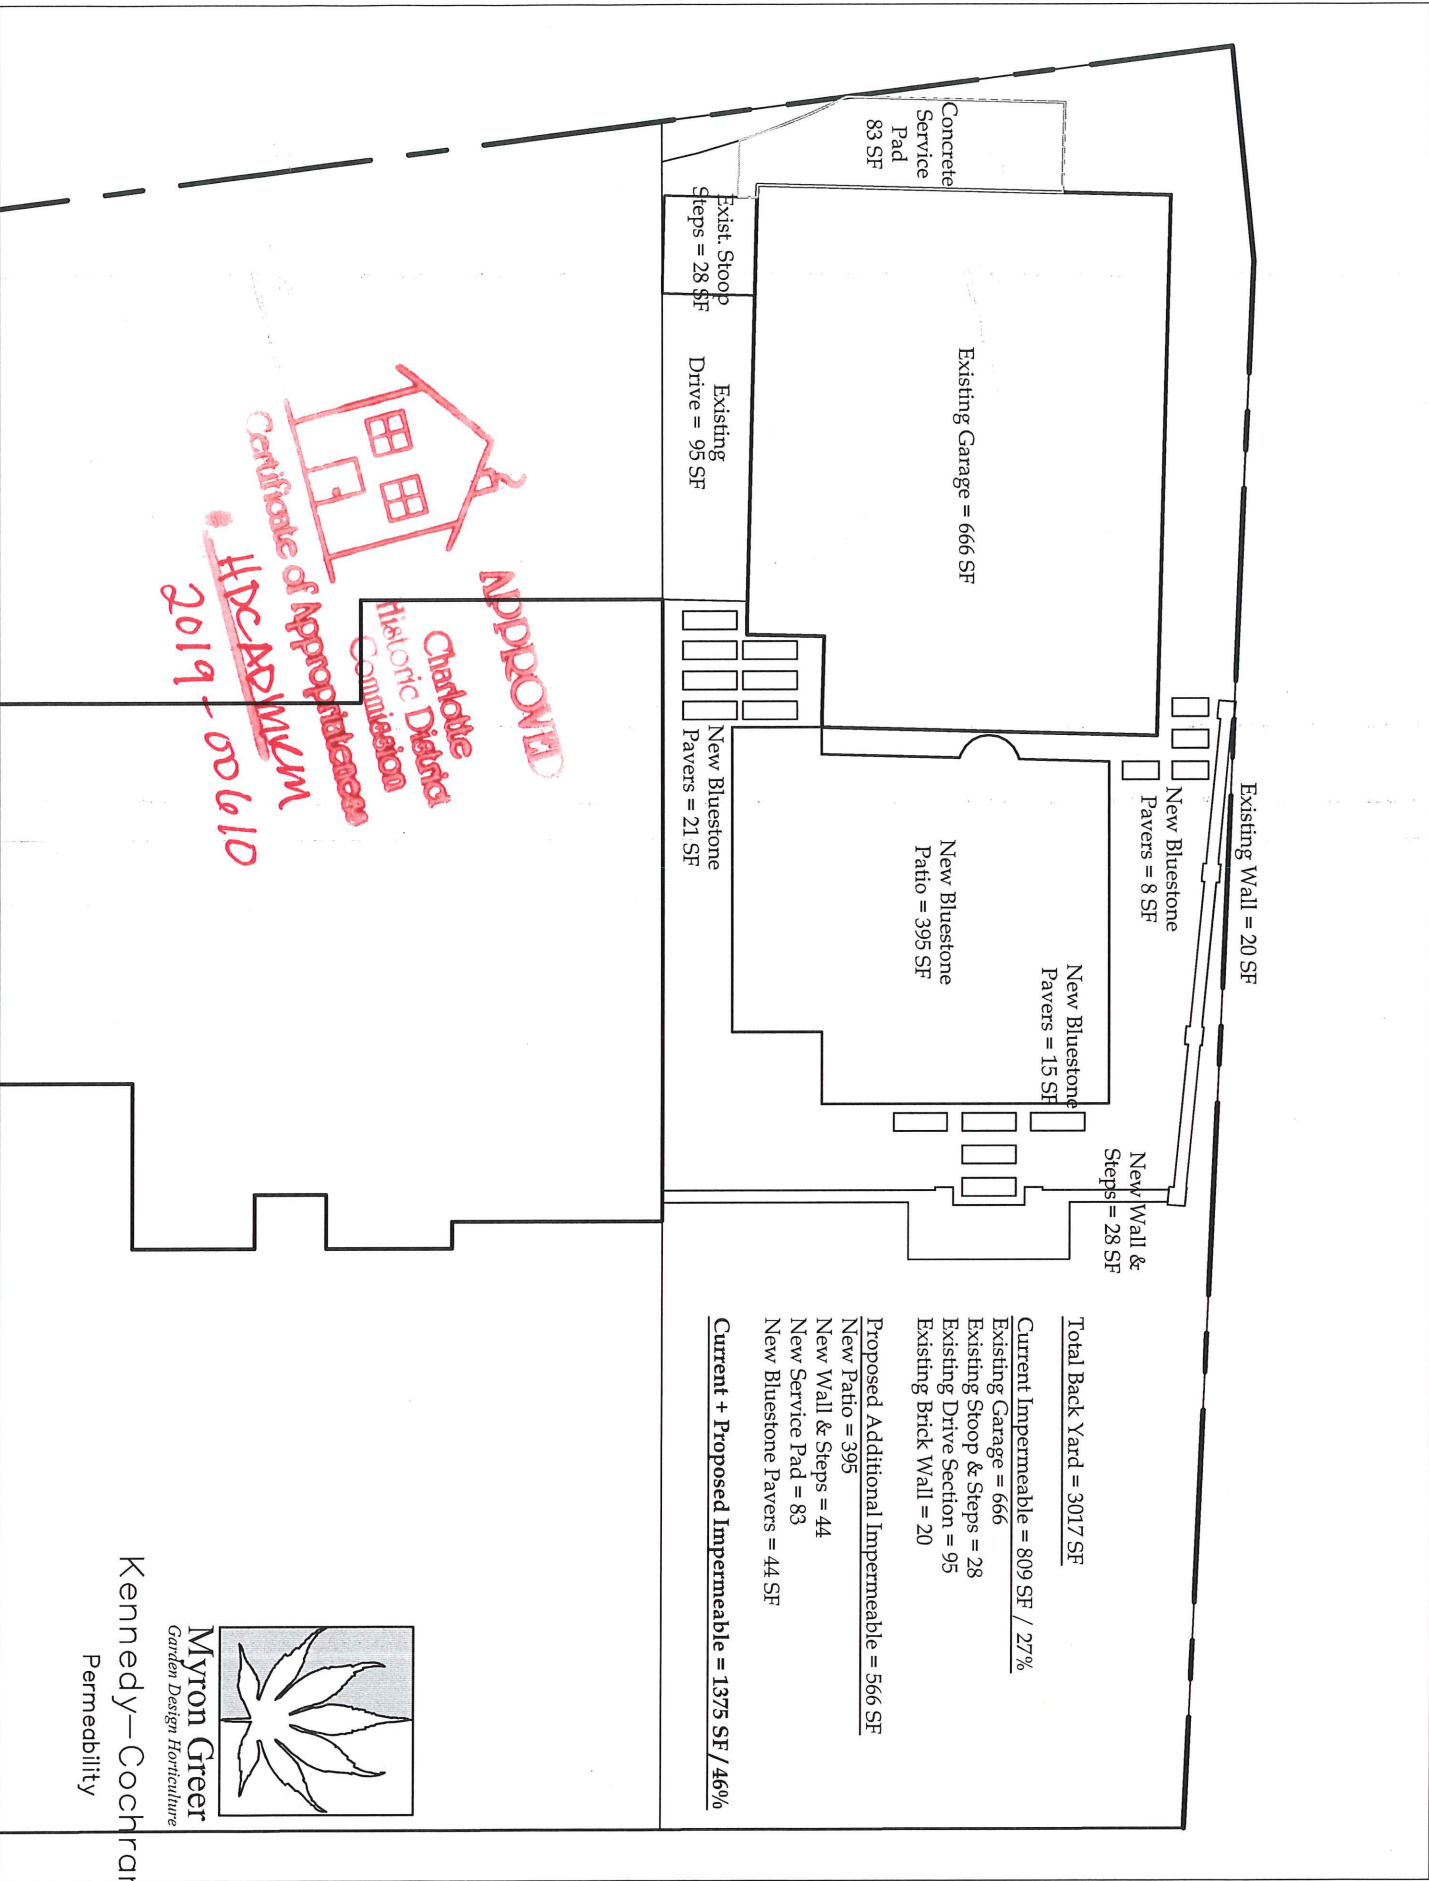 Concrete
Service
Pad
83 SF
Exist. Stoop
Steps = 28 SF
Existing
Drive = 95 SF
Existing Garage = 666 SF
Existing Wall = 20 SF
New Bluestone
Pavers = 8 SF
New Bluestone
Pavers = 21 SF
New Bluestone
Patio = 395 SF
New Bluestone
Pavers = 15 SF
New Wall &
Steps = 28 SF
Total Back Yard = 3017 SF
Current Impermeable = 809 SF / 27%
Existing Garage = 666
Existing Stoop & Steps = 28
Existing Drive Section = 95
Existing Brick Wall = 20
Proposed Additional Impermeable = 566 SF
New Patio = 395
New Wall & Steps = 44
New Service Pad = 83
New Bluestone Pavers = 44 SF
Current + Proposed Impermeable = 1375 SF / 46%
APPROVED
Charlotte
Historic District
Commission
Certificate of Appropriateness
HDCADMRM
2019-00610
Myron Greer
Garden Design Horticulture
Kennedy-Cochran
Permeability